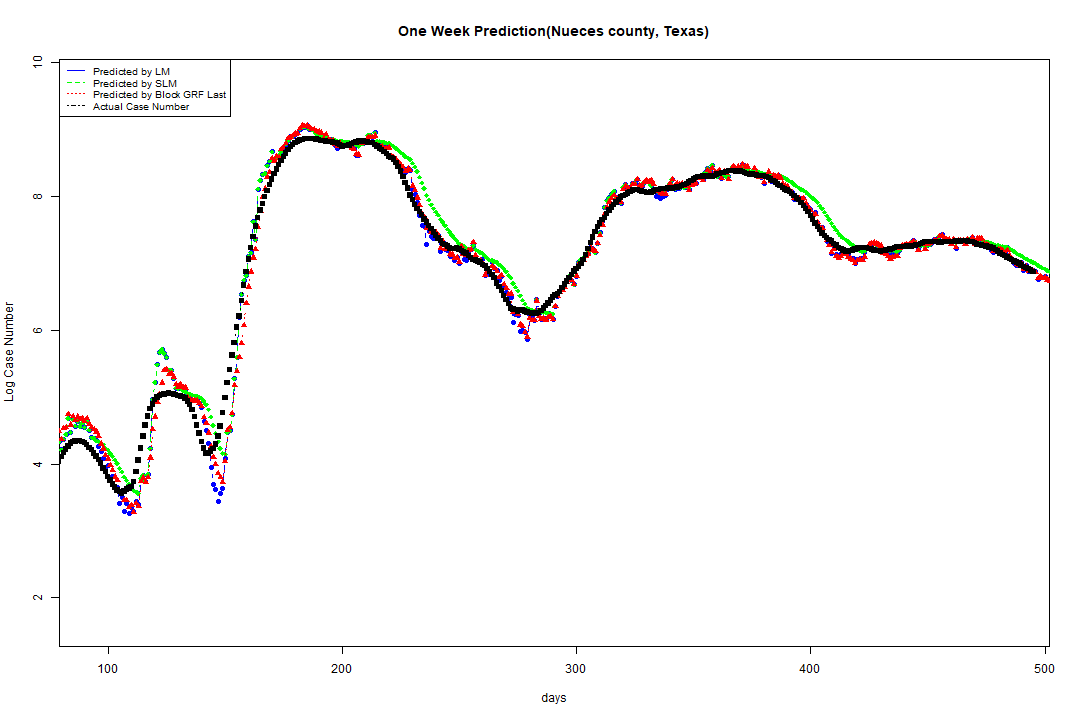 One Week Prediction(Nueces county, Texas)
Predicted by LM
Predicted by SLM
Predicted by Block GRF Last
Actual Case Number
10
8
6
4
2
Log Case Number
100
200
300
400
500
days